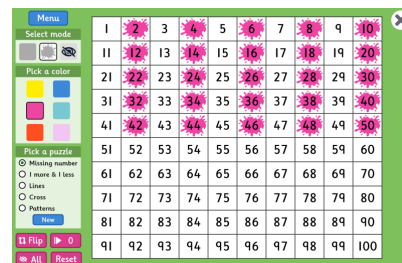 Menu
Select mode
Pick a color
Pick a puzzle
Missing number
1 more & 1 less
Lines
Cross
Patterns
New
Flip
0
All
Reset
1 2 3 4 5 6 7 8 9 10
11 12 13 14 15 16 17 18 19 20
21 22 23 24 25 26 27 28 29 30
31 32 33 34 35 36 37 38 39 40
41 42 43 44 45 46 47 48 49 50
51 52 53 54 55 56 57 58 59 60
61 62 63 64 65 66 67 68 69 70
71 72 73 74 75 76 77 78 79 80
81 82 83 84 85 86 87 88 89 90
91 92 93 94 95 96 97 98 99 100